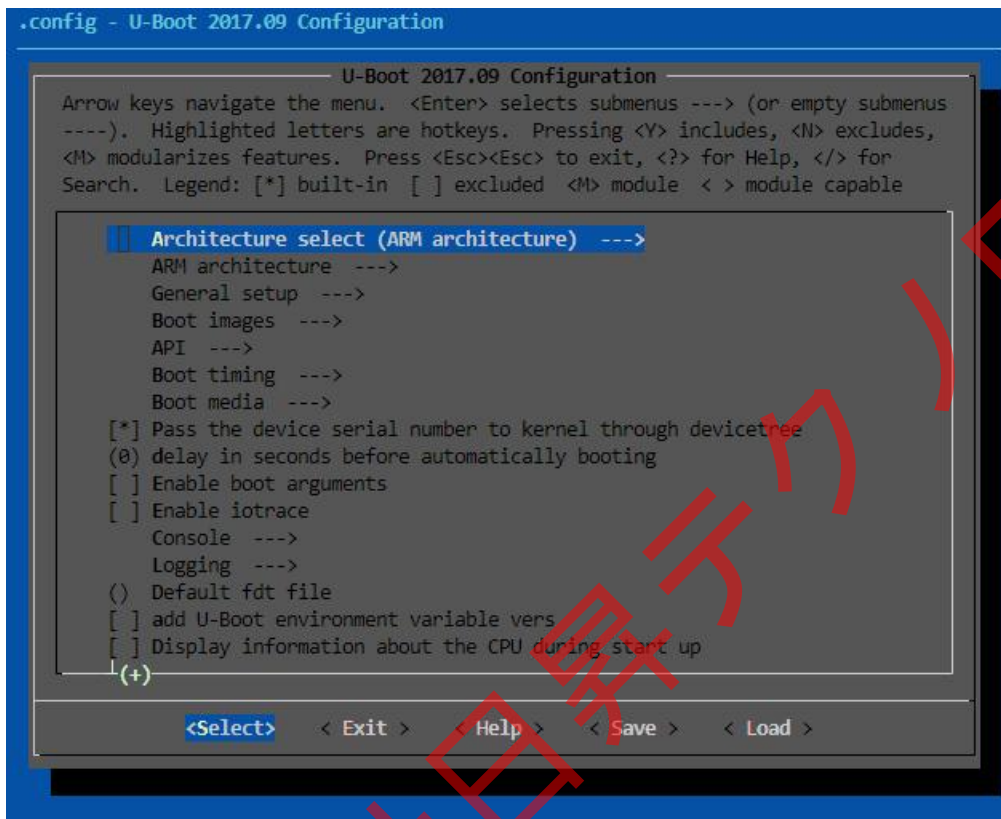 .config - U-Boot 2017.09 Configuration
U-Boot 2017.09 Configuration
Arrow keys navigate the menu.  <Enter> selects submenus ---> (or empty submenus
----).  Highlighted letters are hotkeys.  Pressing <Y> includes, <N> excludes,
<M> modularizes features.  Press <Esc><Esc> to exit, <?> for Help, </> for
Search.  Legend: [*] built-in  [ ] excluded  <M> module  < > module capable
Architecture select (ARM architecture)  --->
ARM architecture  --->
General setup  --->
Boot images  --->
API  --->
Boot timing  --->
Boot media  --->
[*] Pass the device serial number to kernel through devicetree
(0) delay in seconds before automatically booting
[ ] Enable boot arguments
[ ] Enable iotrace
Console  --->
Logging  --->
()  Default fdt file
[ ] add U-Boot environment variable vers
[ ] Display information about the CPU during start up
(+)
<Select>    < Exit >    < Help >    < Save >    < Load >
日昇テクノ